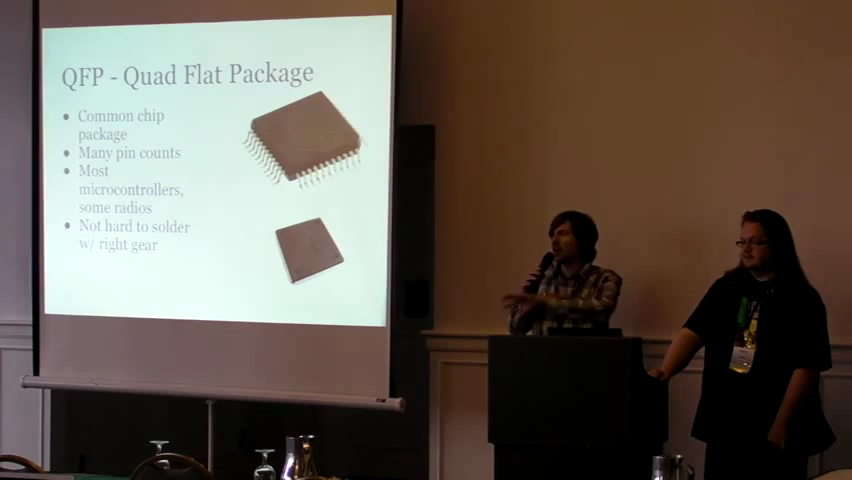 QFP - Quad Flat Package
● Common chip
package
● Many pin counts
● Most
microcontrollers,
some radios
● Not hard to solder
w/ right gear